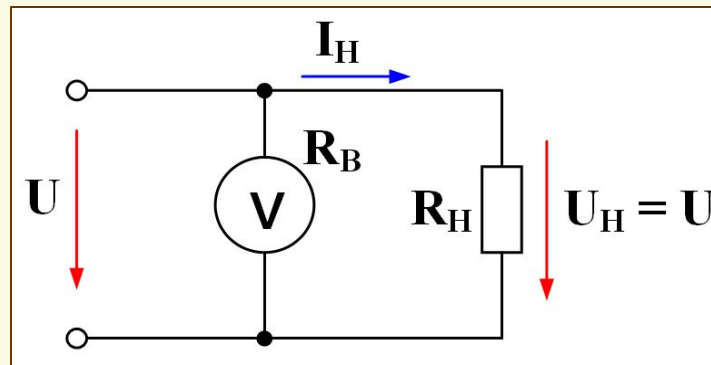 I_H
R_B
V
U
R_H
U_H = U